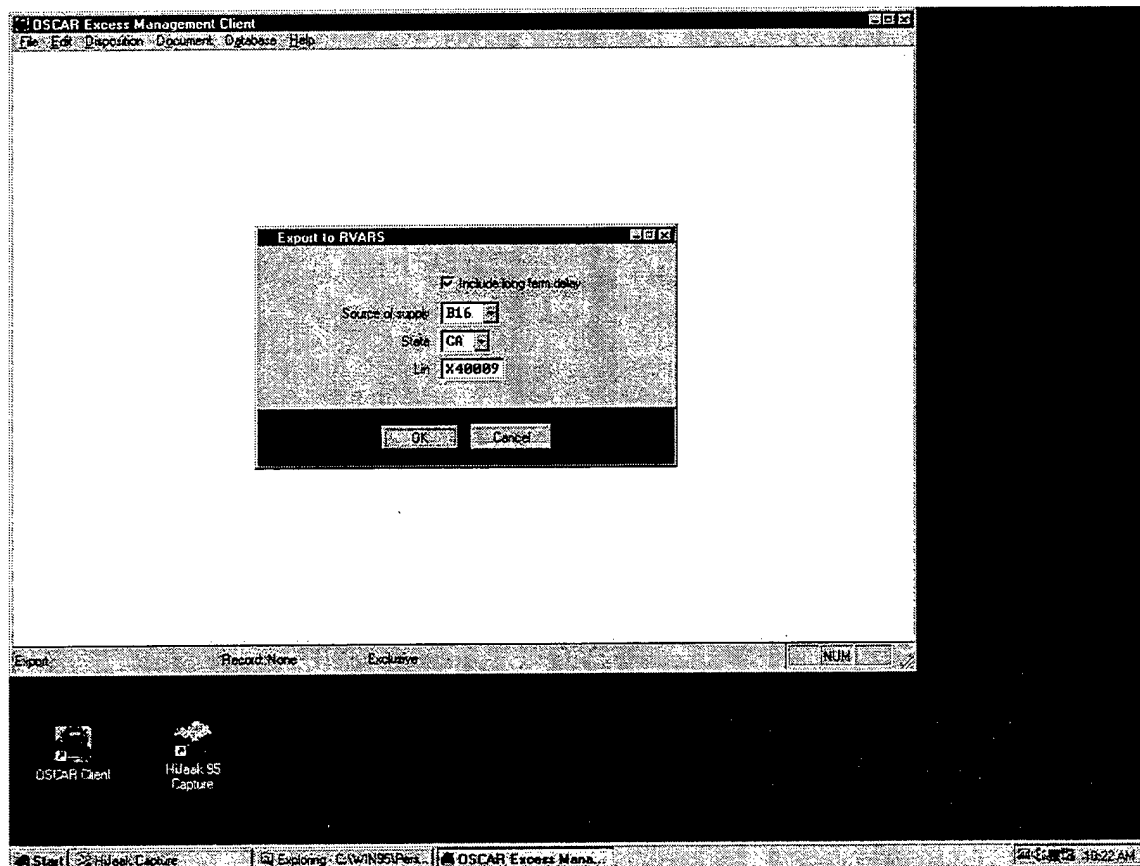 OSCAR Excess Management Client
File Edit Disposition Document Database Help
Export to RVARS
Include long term delay
Source of supply B16
State CA
Lin X40009
OK Cancel
Export Record: None Exclusive NUM
OSCAR Client
HiJaak 95
Capture
Start HiJaak Capture Exploring - C:\WIN95\Pers... OSCAR Excess Mana... 10:22 AM